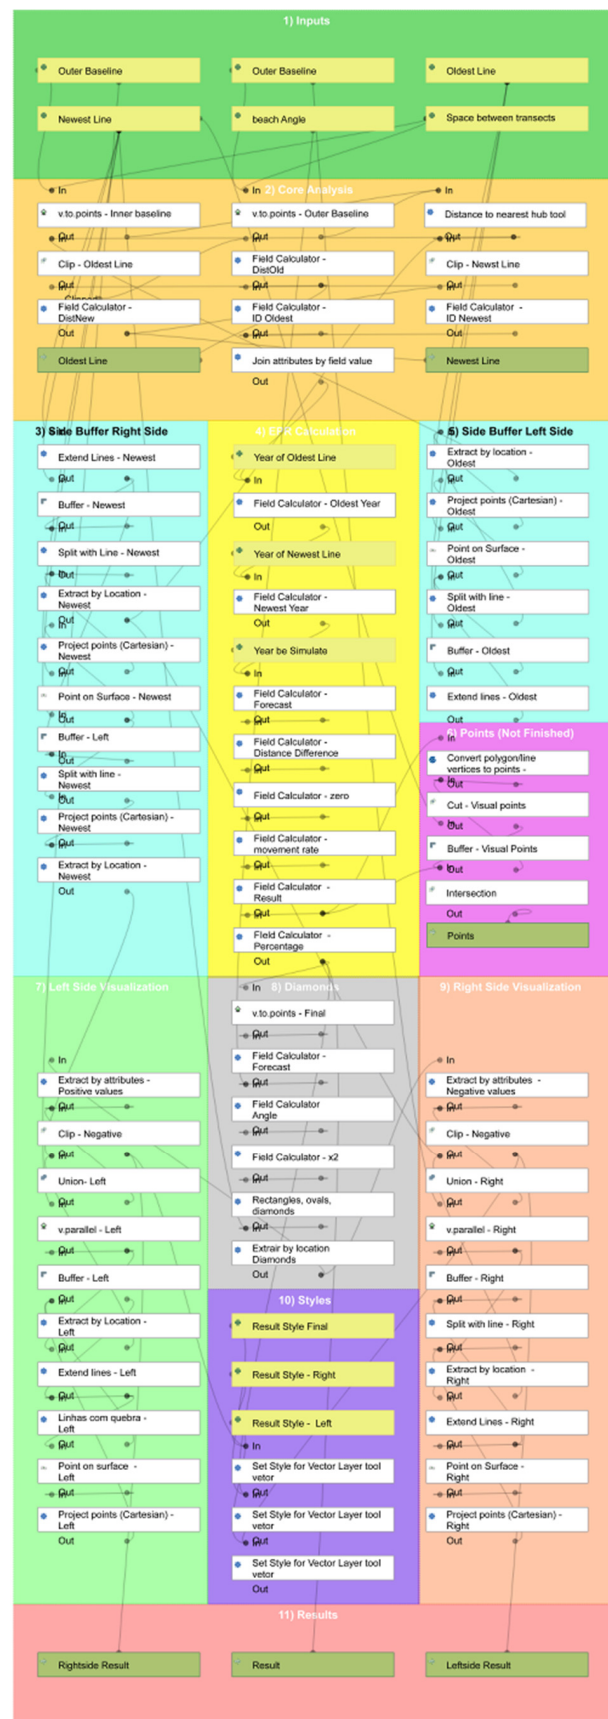 1) Inputs
Outer Baseline
Outer Baseline
Oldest Line
Newest Line
beach Angle
Space between transects
2) Core Analysis
In
In
In
v.to.points - Inner baseline
v.to.points - Outer Baseline
Distance to nearest hub tool
Out
Out
Out
Clip - Oldest Line
Field Calculator -
DistOld
Clip - Newst Line
Out
Out
Out
Field Calculator -
DistNew
Field Calculator -
ID Oldest
Field Calculator -
ID Newest
Out
Out
Out
Oldest Line
Join attributes by field value
Newest Line
Out
3) Side Buffer Right Side
Extend Lines - Newest
Out
Buffer - Newest
Out
Split with Line - Newest
Out
Extract by Location -
Newest
Out
Project points (Cartesian) -
Newest
Out
Point on Surface - Newest
Out
Buffer - Left
Out
Split with line -
Newest
Out
Project points (Cartesian) -
Newest
Out
Extract by Location -
Newest
Out
4) EPR Calculation
Year of Oldest Line
In
Field Calculator - Oldest Year
Out
Year of Newest Line
In
Field Calculator -
Newest Year
Out
Year be Simulate
In
Field Calculator -
Forecast
Out
Field Calculator -
Distance Difference
Out
Field Calculator - zero
Out
Field Calculator -
movement rate
Out
Field Calculator -
Result
Out
Field Calculator -
Percentage
Out
5) Side Buffer Left Side
Extract by location -
Oldest
Out
Project points (Cartesian) -
Oldest
Out
Point on Surface -
Oldest
Out
Split with line -
Oldest
Out
Buffer - Oldest
Out
Extend lines - Oldest
Out
6) Points (Not Finished)
In
Convert polygon/line
vertices to points -
Out
Cut - Visual points
Out
Buffer - Visual Points
Out
Intersection
Out
Points
7) Left Side Visualization
In
Extract by attributes -
Positive values
Out
Clip - Negative
Out
Union- Left
Out
v.parallel - Left
Out
Buffer - Left
Out
Extract by Location -
Left
Out
Extend lines - Left
Out
Linhas com quebra -
Left
Out
Point on surface -
Left
Out
Project points (Cartesian) -
Left
Out
8) Diamonds
In
v.to.points - Final
Out
Field Calculator -
Forecast
Out
Field Calculator
Angle
Out
Field Calculator - x2
Out
Rectangles, ovals,
diamonds
Out
Extrair by location
Diamonds
Out
9) Right Side Visualization
In
Extract by attributes -
Negative values
Out
Clip - Negative
Out
Union - Right
Out
v.parallel - Right
Out
Buffer - Right
Out
Split with line - Right
Out
Extract by location -
Right
Out
Extend Lines - Right
Out
Point on Surface -
Right
Out
Project points (Cartesian) -
Right
Out
10) Styles
Result Style Final
Result Style - Right
Result Style - Left
In
Set Style for Vector Layer tool
vetor
Out
Set Style for Vector Layer tool
vetor
Out
Set Style for Vector Layer tool
vetor
Out
11) Results
Rightside Result
Result
Leftside Result